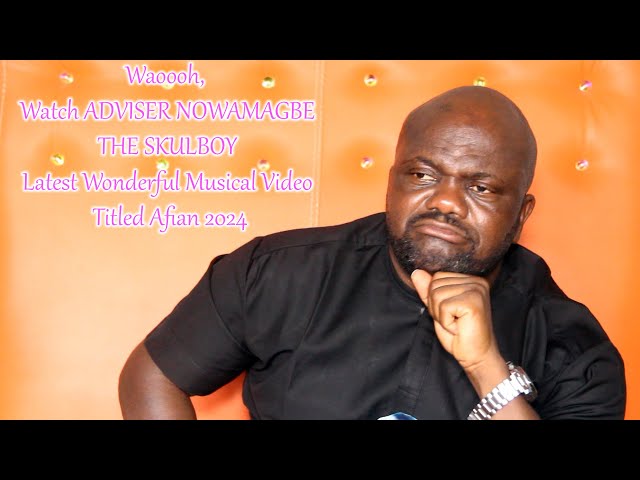 Waoooh,
Watch ADVISER NOWAMAGBE
THE SKULBOY
Latest Wonderful Musical Video
Titled Afian 2024